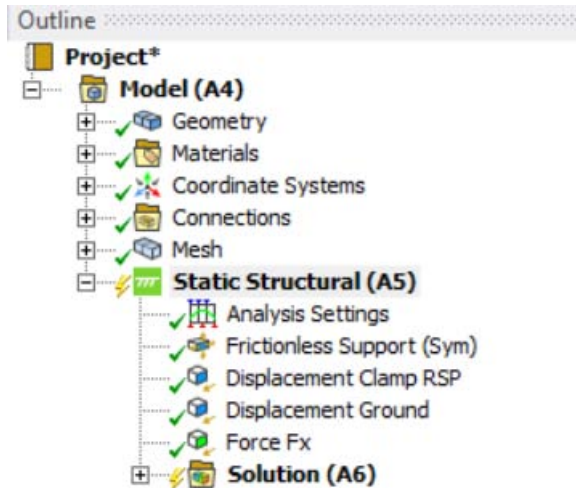 Outline
Project*
Model (A4)
Geometry
Materials
Coordinate Systems
Connections
Mesh
Static Structural (A5)
Analysis Settings
Frictionless Support (Sym)
Displacement Clamp RSP
Displacement Ground
Force Fx
Solution (A6)